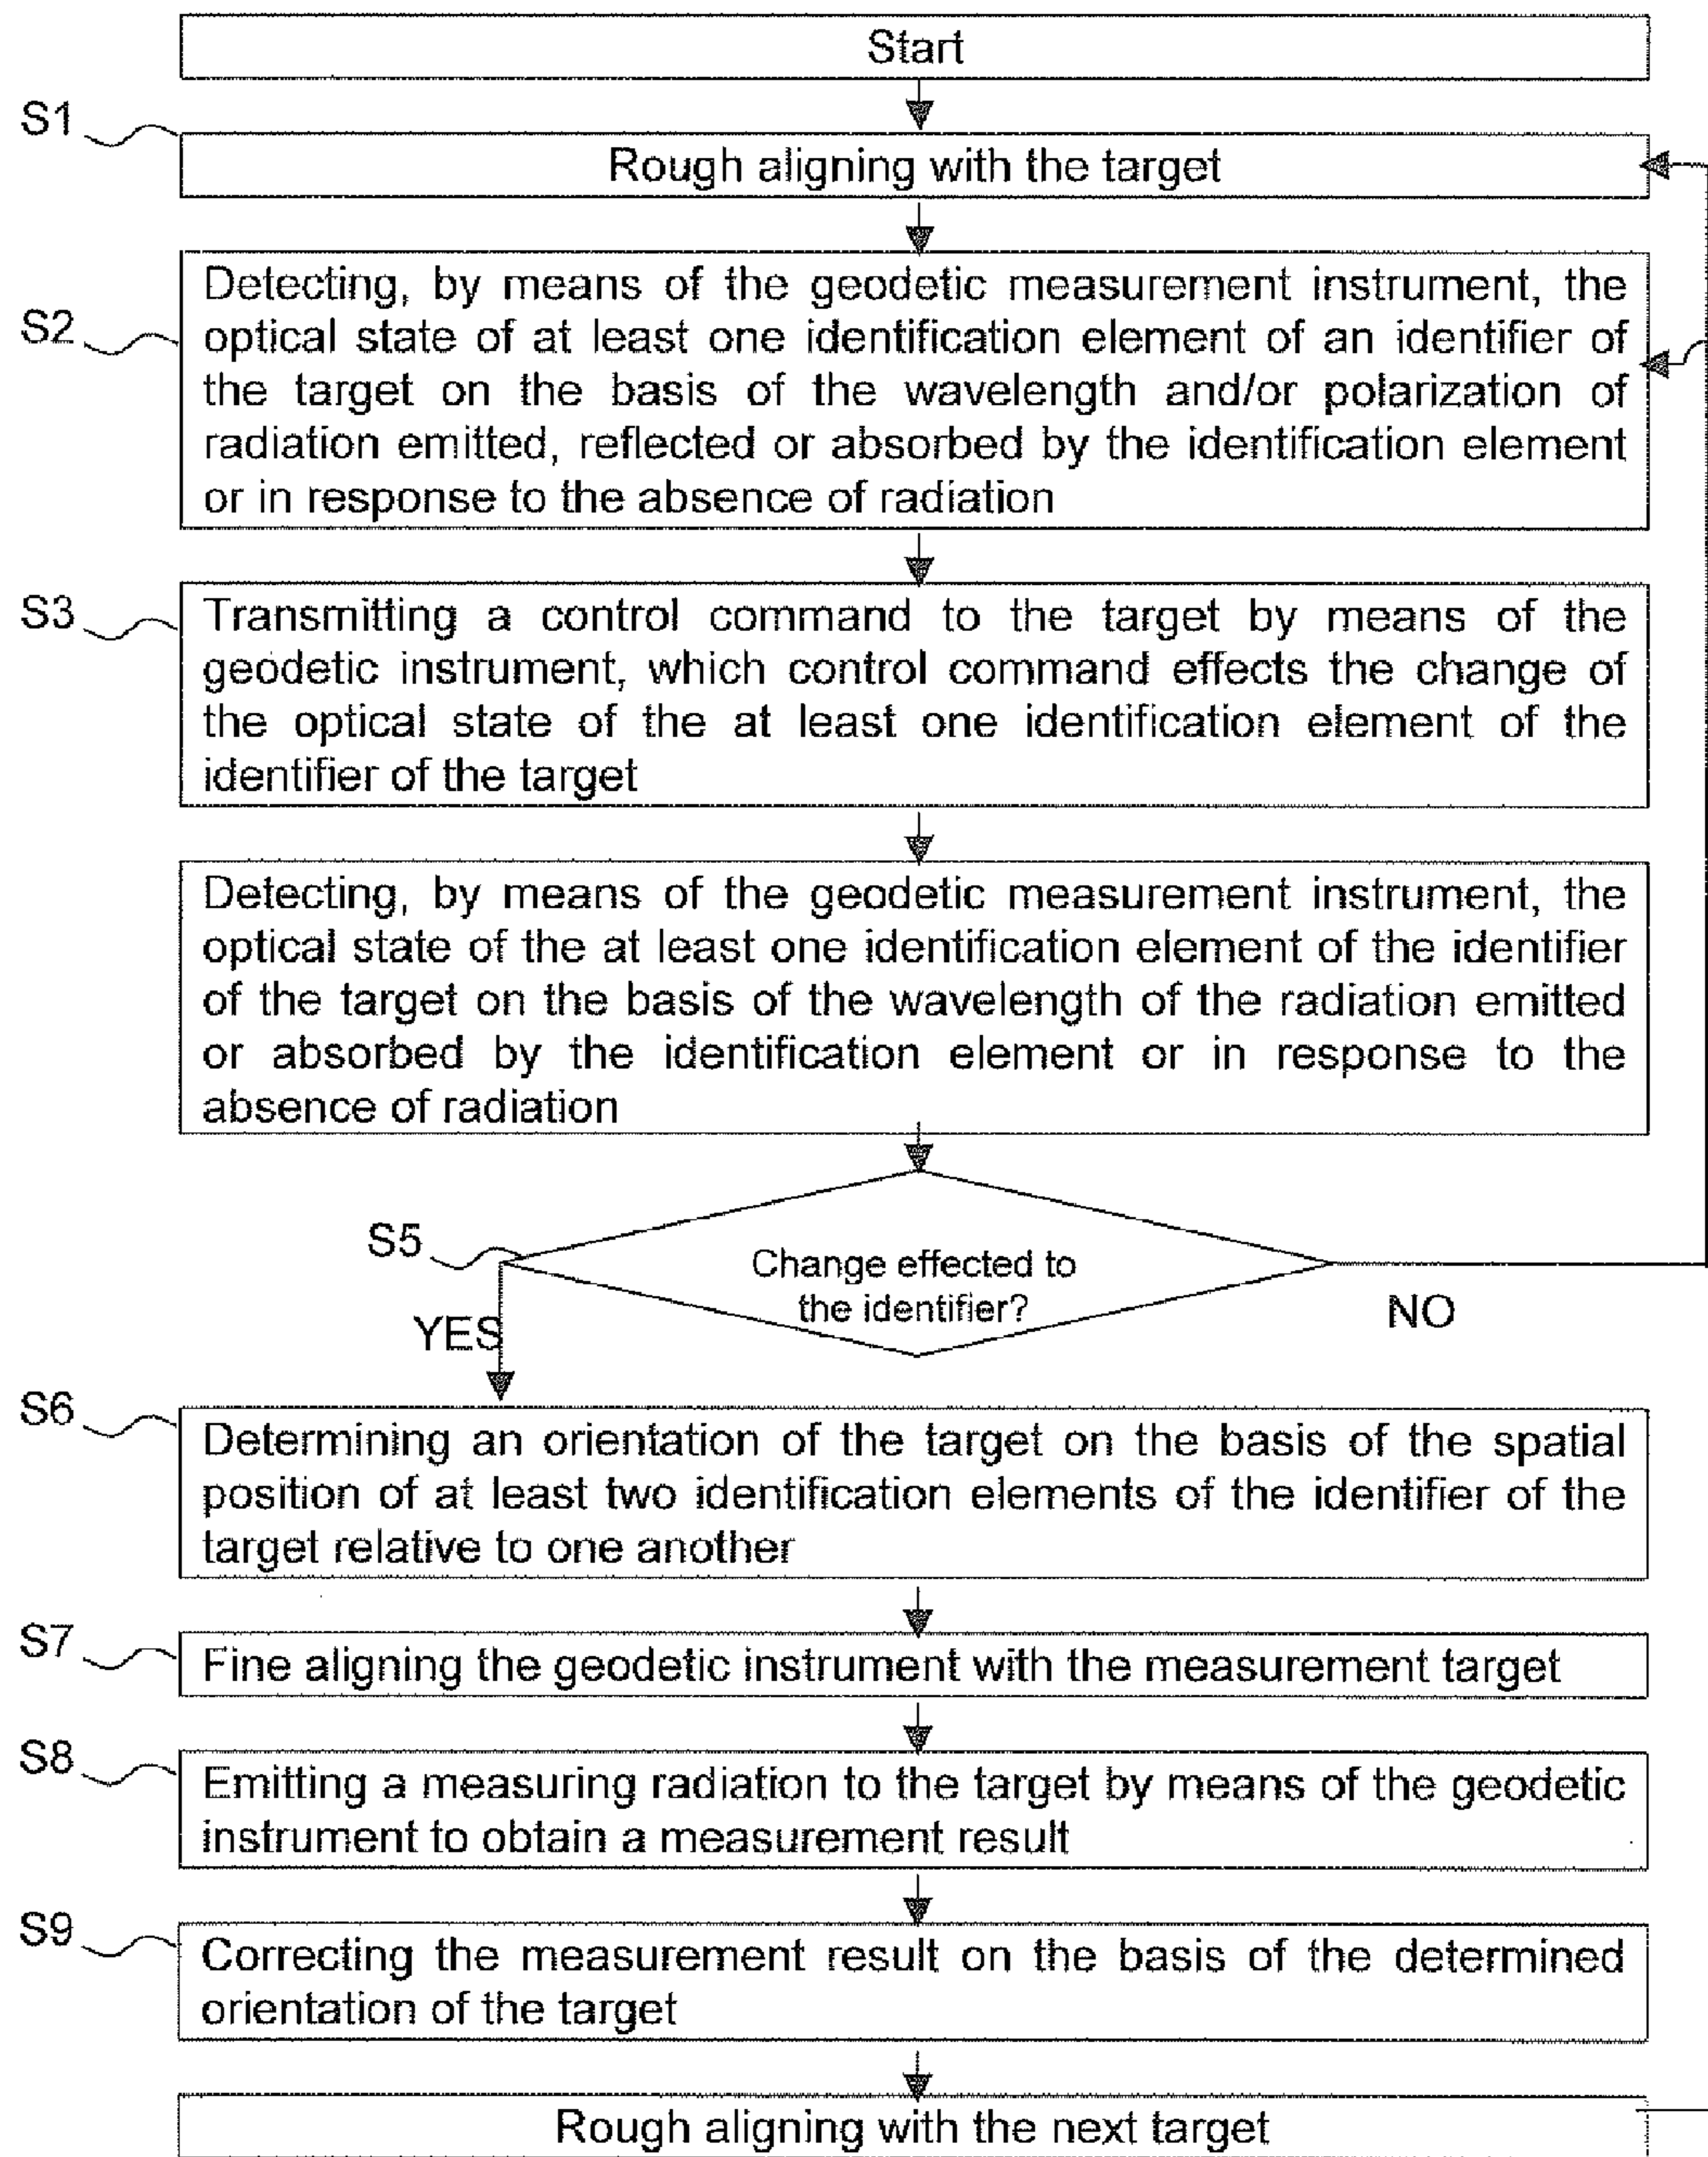 Start
S1
Rough aligning with the target
S2
Detecting, by means of the geodetic measurement instrument, the
optical state of at least one identification element of an identifier of
the target on the basis of the wavelength and/or polarization of
radiation emitted, reflected or absorbed by the identification element
or in response to the absence of radiation
S3
Transmitting a control command to the target by means of the
geodetic instrument, which control command effects the change of
the optical state of the at least one identification element of the
identifier of the target
Detecting, by means of the geodetic measurement instrument, the
optical state of the at least one identification element of the identifier
of the target on the basis of the wavelength of the radiation emitted
or absorbed by the identification element or in response to the
absence of radiation
S5
Change effected to
the identifier?
YES
NO
S6
Determining an orientation of the target on the basis of the spatial
position of at least two identification elements of the identifier of the
target relative to one another
S7
Fine aligning the geodetic instrument with the measurement target
S8
Emitting a measuring radiation to the target by means of the geodetic
instrument to obtain a measurement result
S9
Correcting the measurement result on the basis of the determined
orientation of the target
Rough aligning with the next target